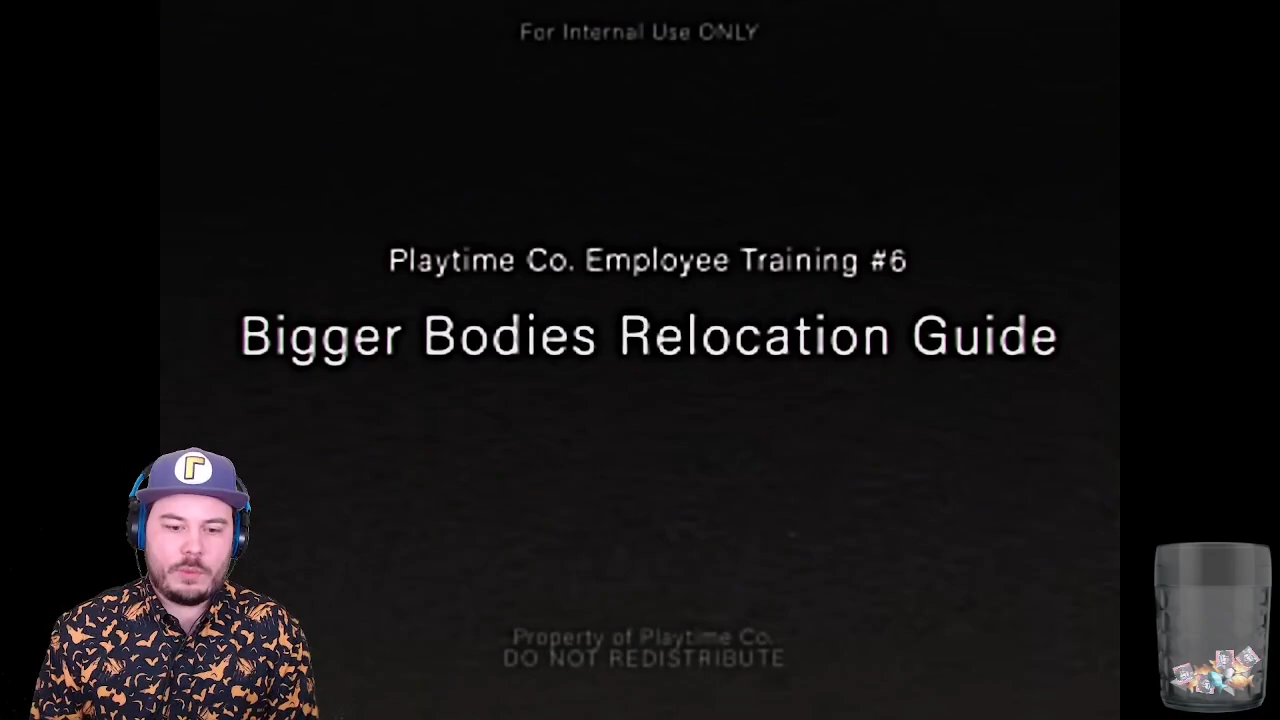 For Internal Use ONLY
Playtime Co. Employee Training #6
Bigger Bodies Relocation Guide
Property of Playtime Co.
DO NOT REDISTRIBUTE